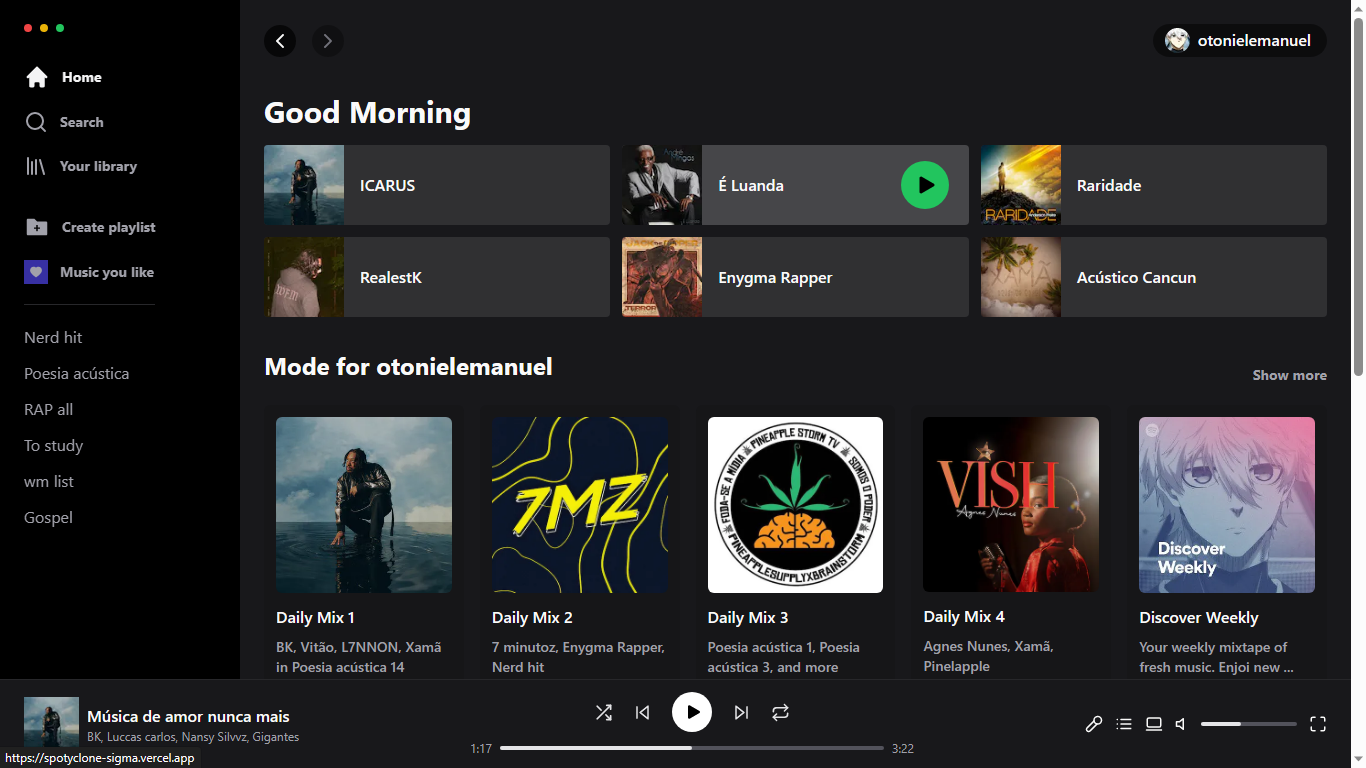 Home
Search
Your library
Create playlist
Music you like
Nerd hit
Poesia acústica
RAP all
To study
wm list
Gospel
otonielemanuel
Good Morning
ICARUS
André Mingas
É Luanda
RARIDADE
Raridade
RealestK
TERROR
Enygma Rapper
XAMÃ
Acústico Cancun
Mode for otonielemanuel
Show more
Daily Mix 1
BK, Vitão, L7NNON, Xamã
in Poesia acústica 14
7MZ
Daily Mix 2
7 minutoz, Enygma Rapper,
Nerd hit
PINEAPPLE STORM TV
SOMOS O PODER
FODA-SE A MÍDIA
PINEAPPLESUPPLYXBRAINSTORM
Daily Mix 3
Poesia acústica 1, Poesia
acústica 3, and more
VISH
Agnes Nunes
Daily Mix 4
Agnes Nunes, Xamã,
Pinelapple
Discover
Weekly
Discover Weekly
Your weekly mixtape of
fresh music. Enjoi new ...
Música de amor nunca mais
BK, Luccas carlos, Nansy Silvvz, Gigantes
1:17
3:22
https://spotyclone-sigma.vercel.app